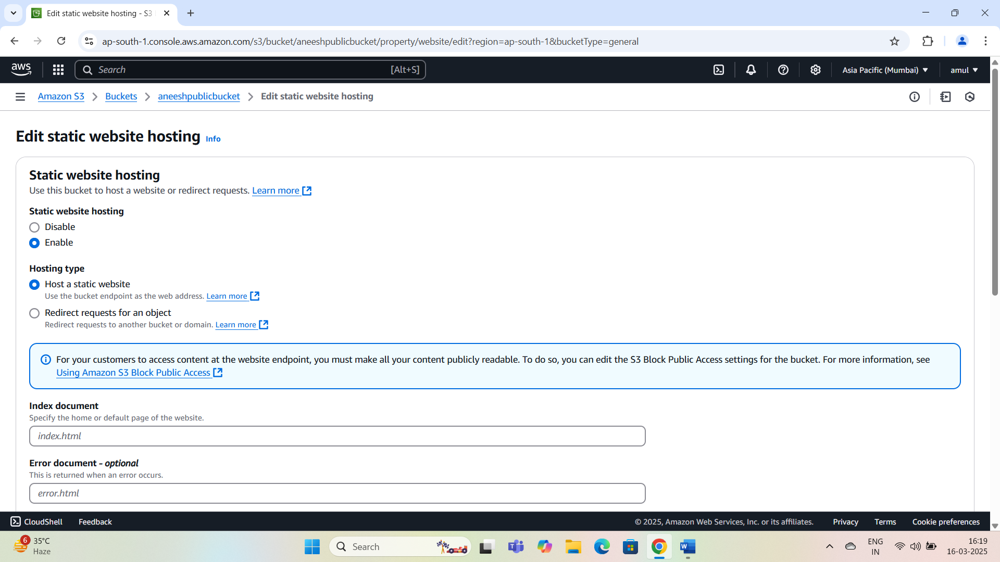 Edit static website hosting - S3
ap-south-1.console.aws.amazon.com/s3/bucket/aneeshpublicbucket/property/website/edit?region=ap-south-1&bucketType=general
aws
Search
[Alt+S]
Asia Pacific (Mumbai)
amul
Amazon S3
Buckets
aneeshpublicbucket
Edit static website hosting
Edit static website hosting Info
Static website hosting
Use this bucket to host a website or redirect requests. Learn more
Static website hosting
Disable
Enable
Hosting type
Host a static website
Use the bucket endpoint as the web address. Learn more
Redirect requests for an object
Redirect requests to another bucket or domain. Learn more
For your customers to access content at the website endpoint, you must make all your content publicly readable. To do so, you can edit the S3 Block Public Access settings for the bucket. For more information, see
Using Amazon S3 Block Public Access
Index document
Specify the home or default page of the website.
index.html
Error document - optional
This is returned when an error occurs.
error.html
CloudShell
Feedback
© 2025, Amazon Web Services, Inc. or its affiliates.
Privacy
Terms
Cookie preferences
6
35°C
Haze
Search
ENG
IN
16:19
16-03-2025